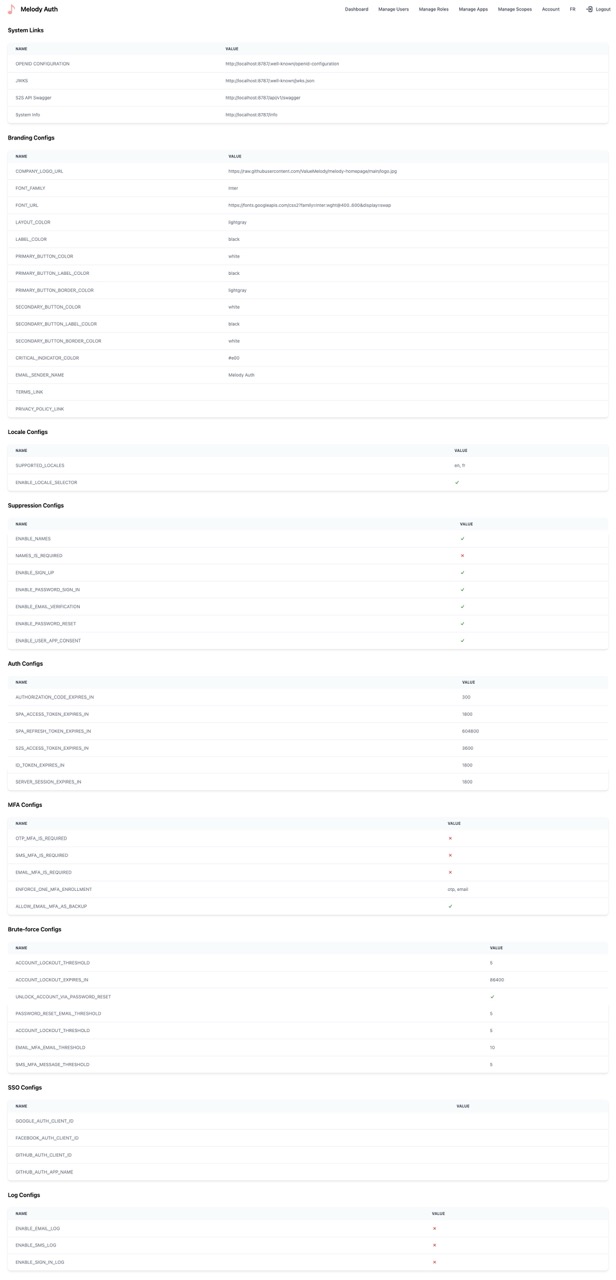 Melody Auth
Dashboard Manage Users Manage Roles Manage Apps Manage Scopes Account FR Logout
System Links
NAME VALUE
OPENID CONFIGURATION http://localhost:8787/.well-known/openid-configuration
JWKS http://localhost:8787/.well-known/jwks.json
S2S API Swagger http://localhost:8787/api/v1/swagger
System Info http://localhost:8787/info
Branding Configs
NAME VALUE
COMPANY_LOGO_URL https://raw.githubusercontent.com/ValueMelody/melody-homepage/main/logo.jpg
FONT_FAMILY Inter
FONT_URL https://fonts.googleapis.com/css2?family=Inter:wght@400..600&display=swap
LAYOUT_COLOR lightgray
LABEL_COLOR black
PRIMARY_BUTTON_COLOR white
PRIMARY_BUTTON_LABEL_COLOR black
PRIMARY_BUTTON_BORDER_COLOR lightgray
SECONDARY_BUTTON_COLOR white
SECONDARY_BUTTON_LABEL_COLOR black
SECONDARY_BUTTON_BORDER_COLOR white
CRITICAL_INDICATOR_COLOR #e00
EMAIL_SENDER_NAME Melody Auth
TERMS_LINK
PRIVACY_POLICY_LINK
Locale Configs
NAME VALUE
SUPPORTED_LOCALES en, fr
ENABLE_LOCALE_SELECTOR ✓
Suppression Configs
NAME VALUE
ENABLE_NAMES ✓
NAMES_IS_REQUIRED ×
ENABLE_SIGN_UP ✓
ENABLE_PASSWORD_SIGN_IN ✓
ENABLE_EMAIL_VERIFICATION ✓
ENABLE_PASSWORD_RESET ✓
ENABLE_USER_APP_CONSENT ✓
Auth Configs
NAME VALUE
AUTHORIZATION_CODE_EXPIRES_IN 300
SPA_ACCESS_TOKEN_EXPIRES_IN 1800
SPA_REFRESH_TOKEN_EXPIRES_IN 604800
S2S_ACCESS_TOKEN_EXPIRES_IN 3600
ID_TOKEN_EXPIRES_IN 1800
SERVER_SESSION_EXPIRES_IN 1800
MFA Configs
NAME VALUE
OTP_MFA_IS_REQUIRED ×
SMS_MFA_IS_REQUIRED ×
EMAIL_MFA_IS_REQUIRED ×
ENFORCE_ONE_MFA_ENROLLMENT otp, email
ALLOW_EMAIL_MFA_AS_BACKUP ✓
Brute-force Configs
NAME VALUE
ACCOUNT_LOCKOUT_THRESHOLD 5
ACCOUNT_LOCKOUT_EXPIRES_IN 86400
UNLOCK_ACCOUNT_VIA_PASSWORD_RESET ✓
PASSWORD_RESET_EMAIL_THRESHOLD 5
ACCOUNT_LOCKOUT_THRESHOLD 5
EMAIL_MFA_EMAIL_THRESHOLD 10
SMS_MFA_MESSAGE_THRESHOLD 5
SSO Configs
NAME VALUE
GOOGLE_AUTH_CLIENT_ID
FACEBOOK_AUTH_CLIENT_ID
GITHUB_AUTH_CLIENT_ID
GITHUB_AUTH_APP_NAME
Log Configs
NAME VALUE
ENABLE_EMAIL_LOG ×
ENABLE_SMS_LOG ×
ENABLE_SIGN_IN_LOG ×